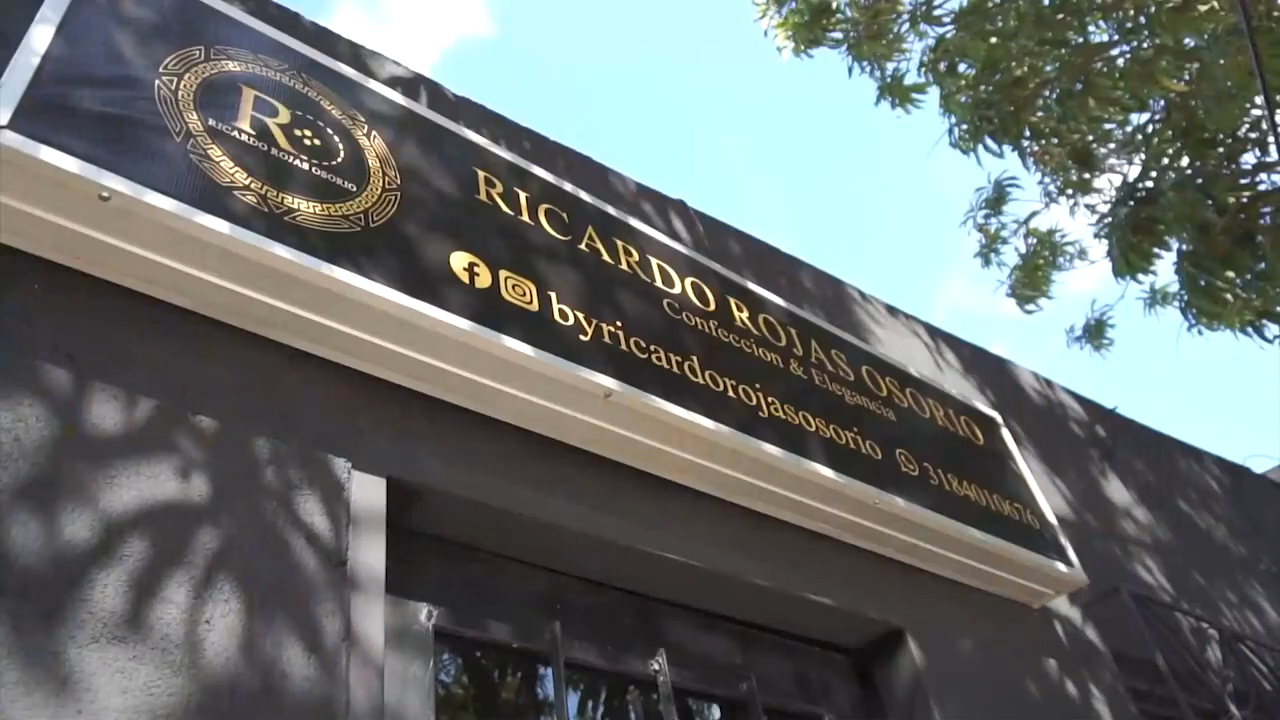 R
RICARDO ROJAS OSORIO
RICARDO ROJAS OSORIO
Confeccion & Elegancia
byricardorojasosorio 3184010676